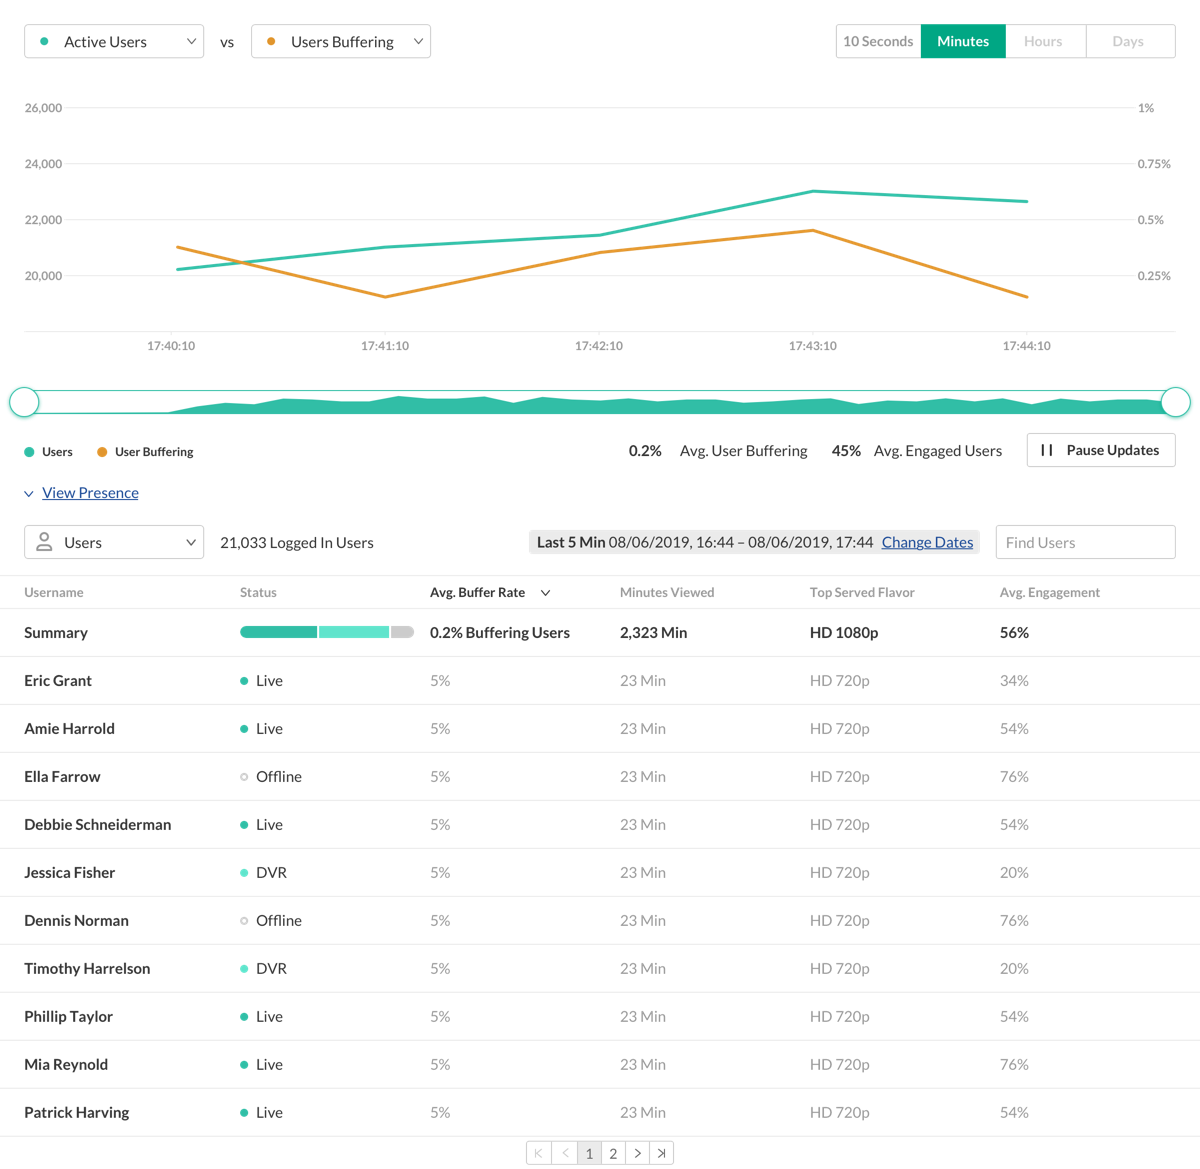 Active Users vs Users Buffering 10 Seconds Minutes Hours Days
26,000 1%
24,000 0.75%
22,000 0.5%
20,000 0.25%
17:40:10 17:41:10 17:42:10 17:43:10 17:44:10
Users User Buffering 0.2% Avg. User Buffering 45% Avg. Engaged Users Pause Updates
View Presence
Users 21,033 Logged In Users Last 5 Min 08/06/2019, 16:44 – 08/06/2019, 17:44 Change Dates Find Users
Username Status Avg. Buffer Rate Minutes Viewed Top Served Flavor Avg. Engagement
Summary 0.2% Buffering Users 2,323 Min HD 1080p 56%
Eric Grant Live 5% 23 Min HD 720p 34%
Amie Harrold Live 5% 23 Min HD 720p 54%
Ella Farrow Offline 5% 23 Min HD 720p 76%
Debbie Schneiderman Live 5% 23 Min HD 720p 54%
Jessica Fisher DVR 5% 23 Min HD 720p 20%
Dennis Norman Offline 5% 23 Min HD 720p 76%
Timothy Harrelson DVR 5% 23 Min HD 720p 20%
Phillip Taylor Live 5% 23 Min HD 720p 54%
Mia Reynold Live 5% 23 Min HD 720p 76%
Patrick Harving Live 5% 23 Min HD 720p 54%
1 2